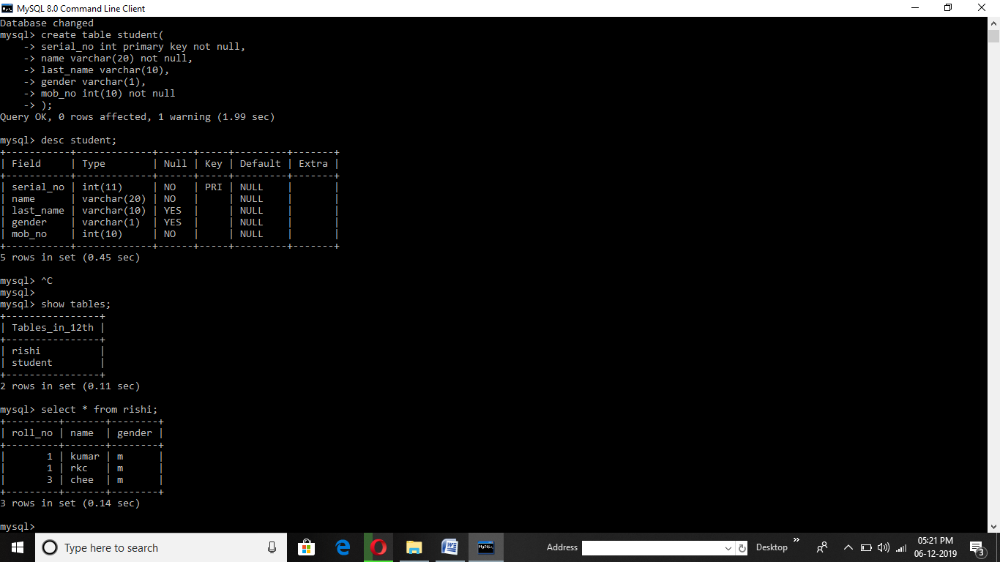 MySQL 8.0 Command Line Client
Database changed
mysql> create table student(
    -> serial_no int primary key not null,
    -> name varchar(20) not null,
    -> last_name varchar(10),
    -> gender varchar(1),
    -> mob_no int(10) not null
    -> );
Query OK, 0 rows affected, 1 warning (1.99 sec)

mysql> desc student;
+-----------+-------------+------+-----+---------+-------+
| Field     | Type        | Null | Key | Default | Extra |
+-----------+-------------+------+-----+---------+-------+
| serial_no | int(11)     | NO   | PRI | NULL    |       |
| name      | varchar(20) | NO   |     | NULL    |       |
| last_name | varchar(10) | YES  |     | NULL    |       |
| gender    | varchar(1)  | YES  |     | NULL    |       |
| mob_no    | int(10)     | NO   |     | NULL    |       |
+-----------+-------------+------+-----+---------+-------+
5 rows in set (0.45 sec)

mysql> ^C
mysql>
mysql> show tables;
+----------------+
| Tables_in_12th |
+----------------+
| rishi          |
| student        |
+----------------+
2 rows in set (0.11 sec)

mysql> select * from rishi;
+---------+-------+--------+
| roll_no | name  | gender |
+---------+-------+--------+
|       1 | kumar | m      |
|       1 | rkc   | m      |
|       3 | chee  | m      |
+---------+-------+--------+
3 rows in set (0.14 sec)

mysql>
Type here to search
Address
Desktop
05:21 PM
06-12-2019
3